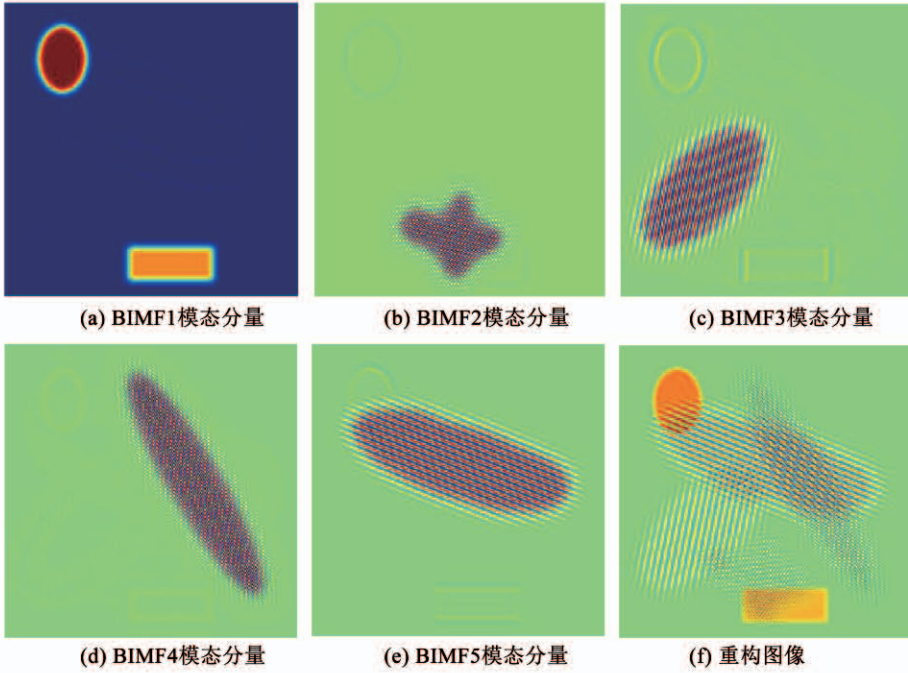 (a) BIMF1模态分量
(b) BIMF2模态分量
(c) BIMF3模态分量
(d) BIMF4模态分量
(e) BIMF5模态分量
(f) 重构图像